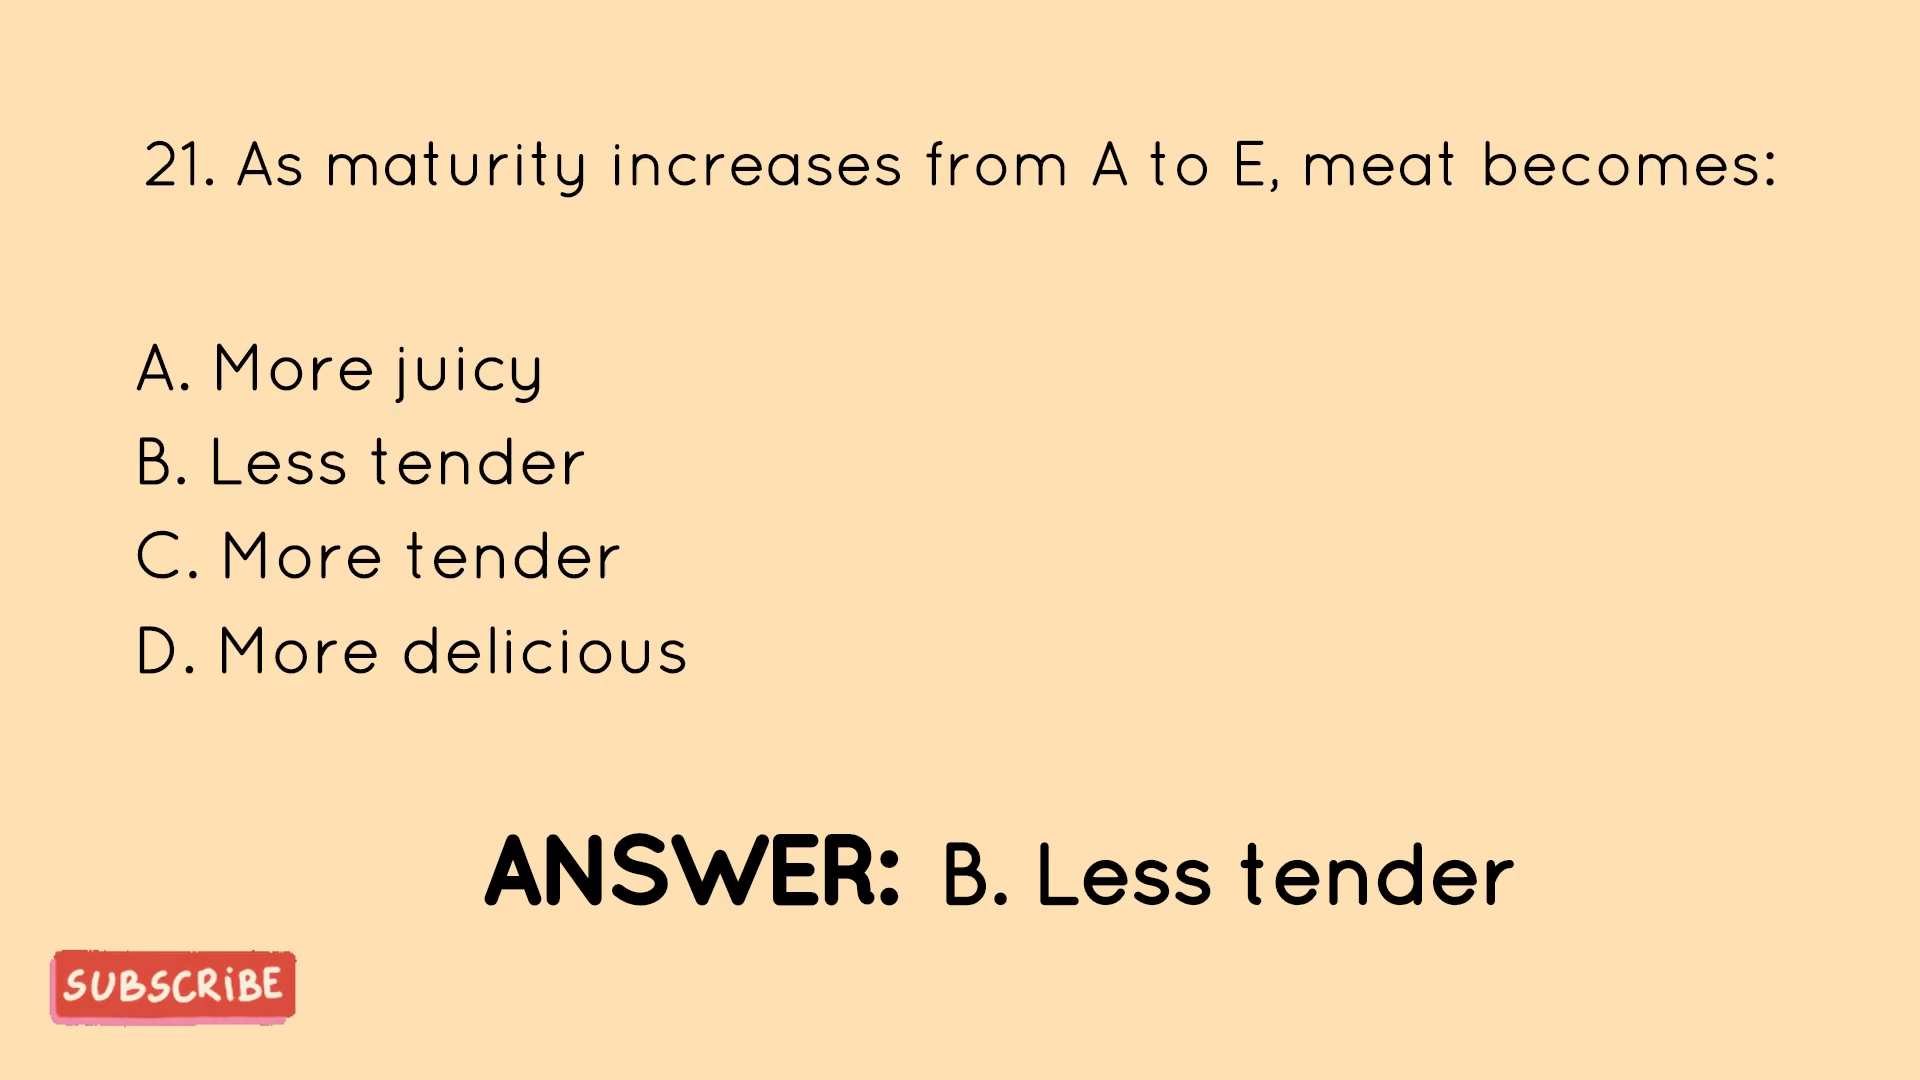 21. As maturity increases from A to E, meat becomes:
A. More juicy
B. Less tender
C. More tender
D. More delicious
ANSWER: B. Less tender
SUBSCRiBE